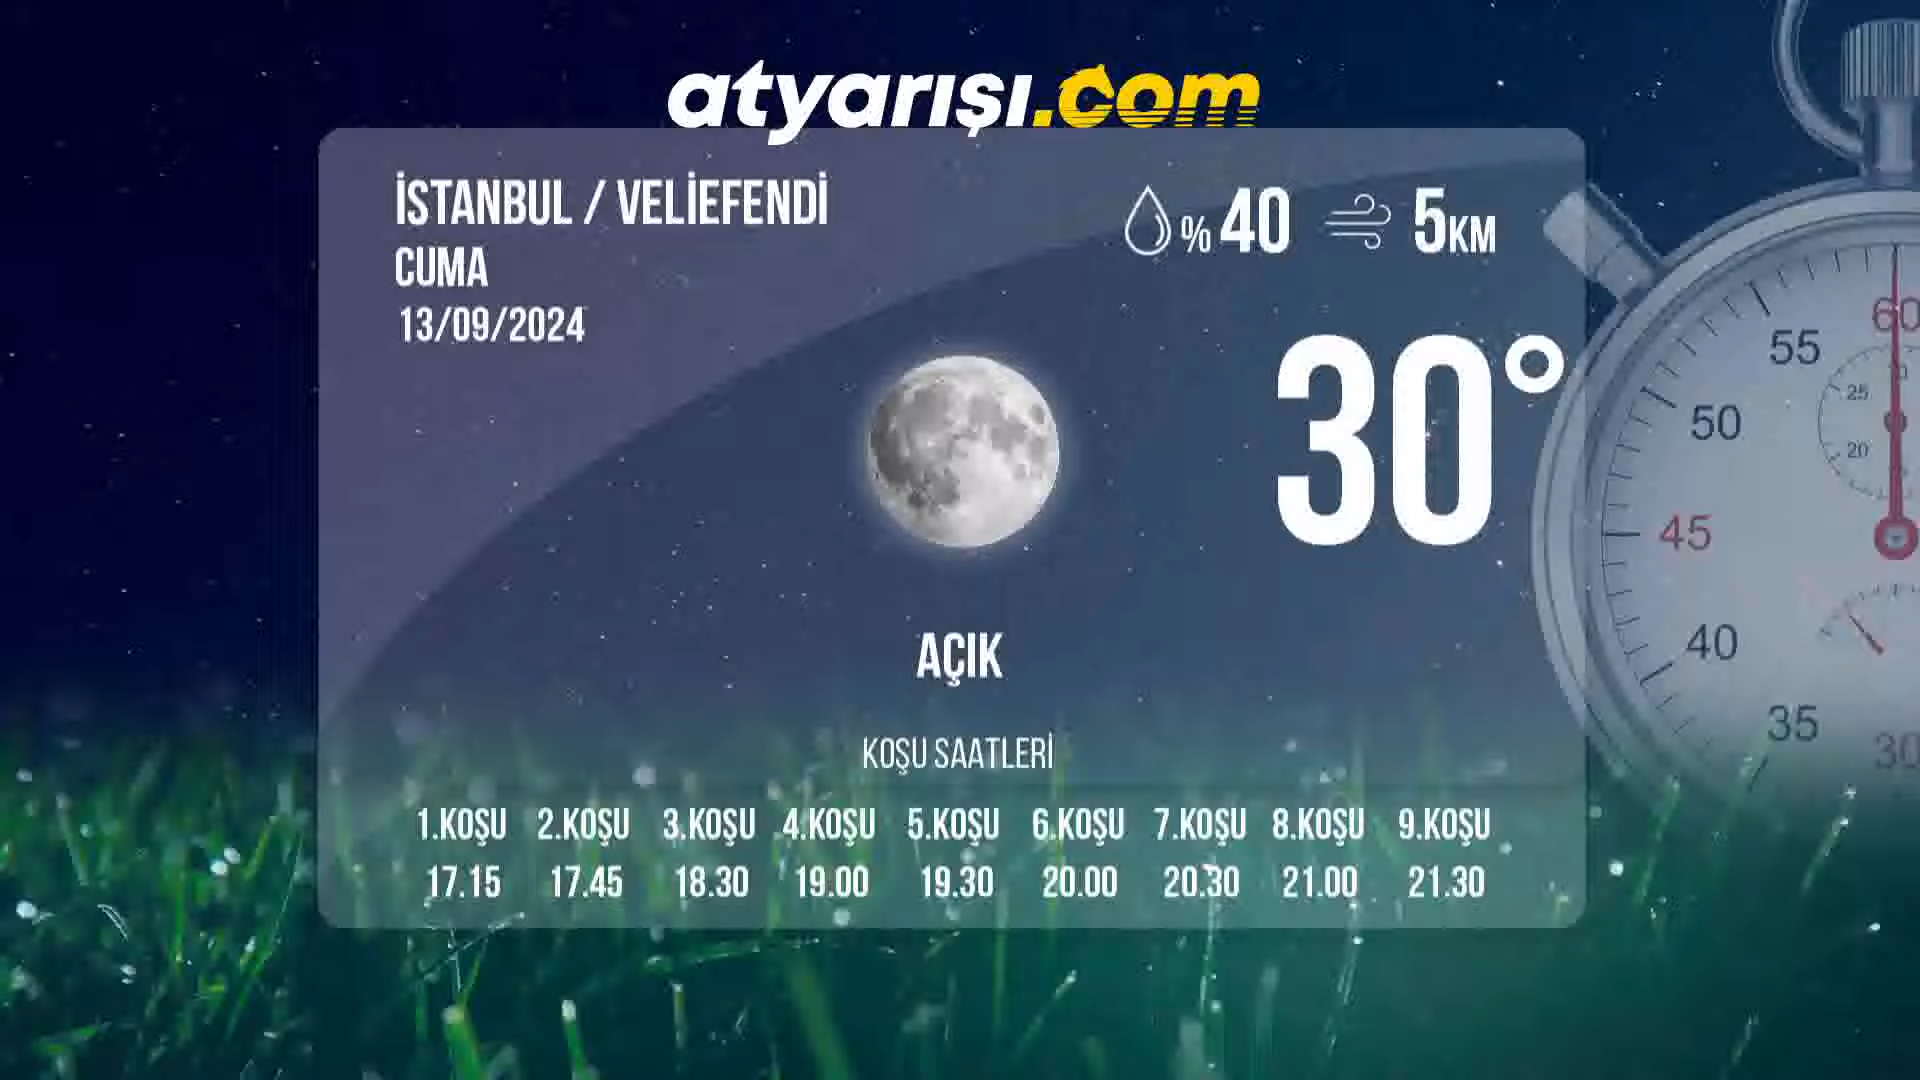 atyarışı.com
İSTANBUL / VELİEFENDİ
CUMA
13/09/2024
%40 5KM
30°
AÇIK
KOŞU SAATLERİ
1.KOŞU 2.KOŞU 3.KOŞU 4.KOŞU 5.KOŞU 6.KOŞU 7.KOŞU 8.KOŞU 9.KOŞU
17.15 17.45 18.30 19.00 19.30 20.00 20.30 21.00 21.30
60
55
50
45
40
35
30
25
20